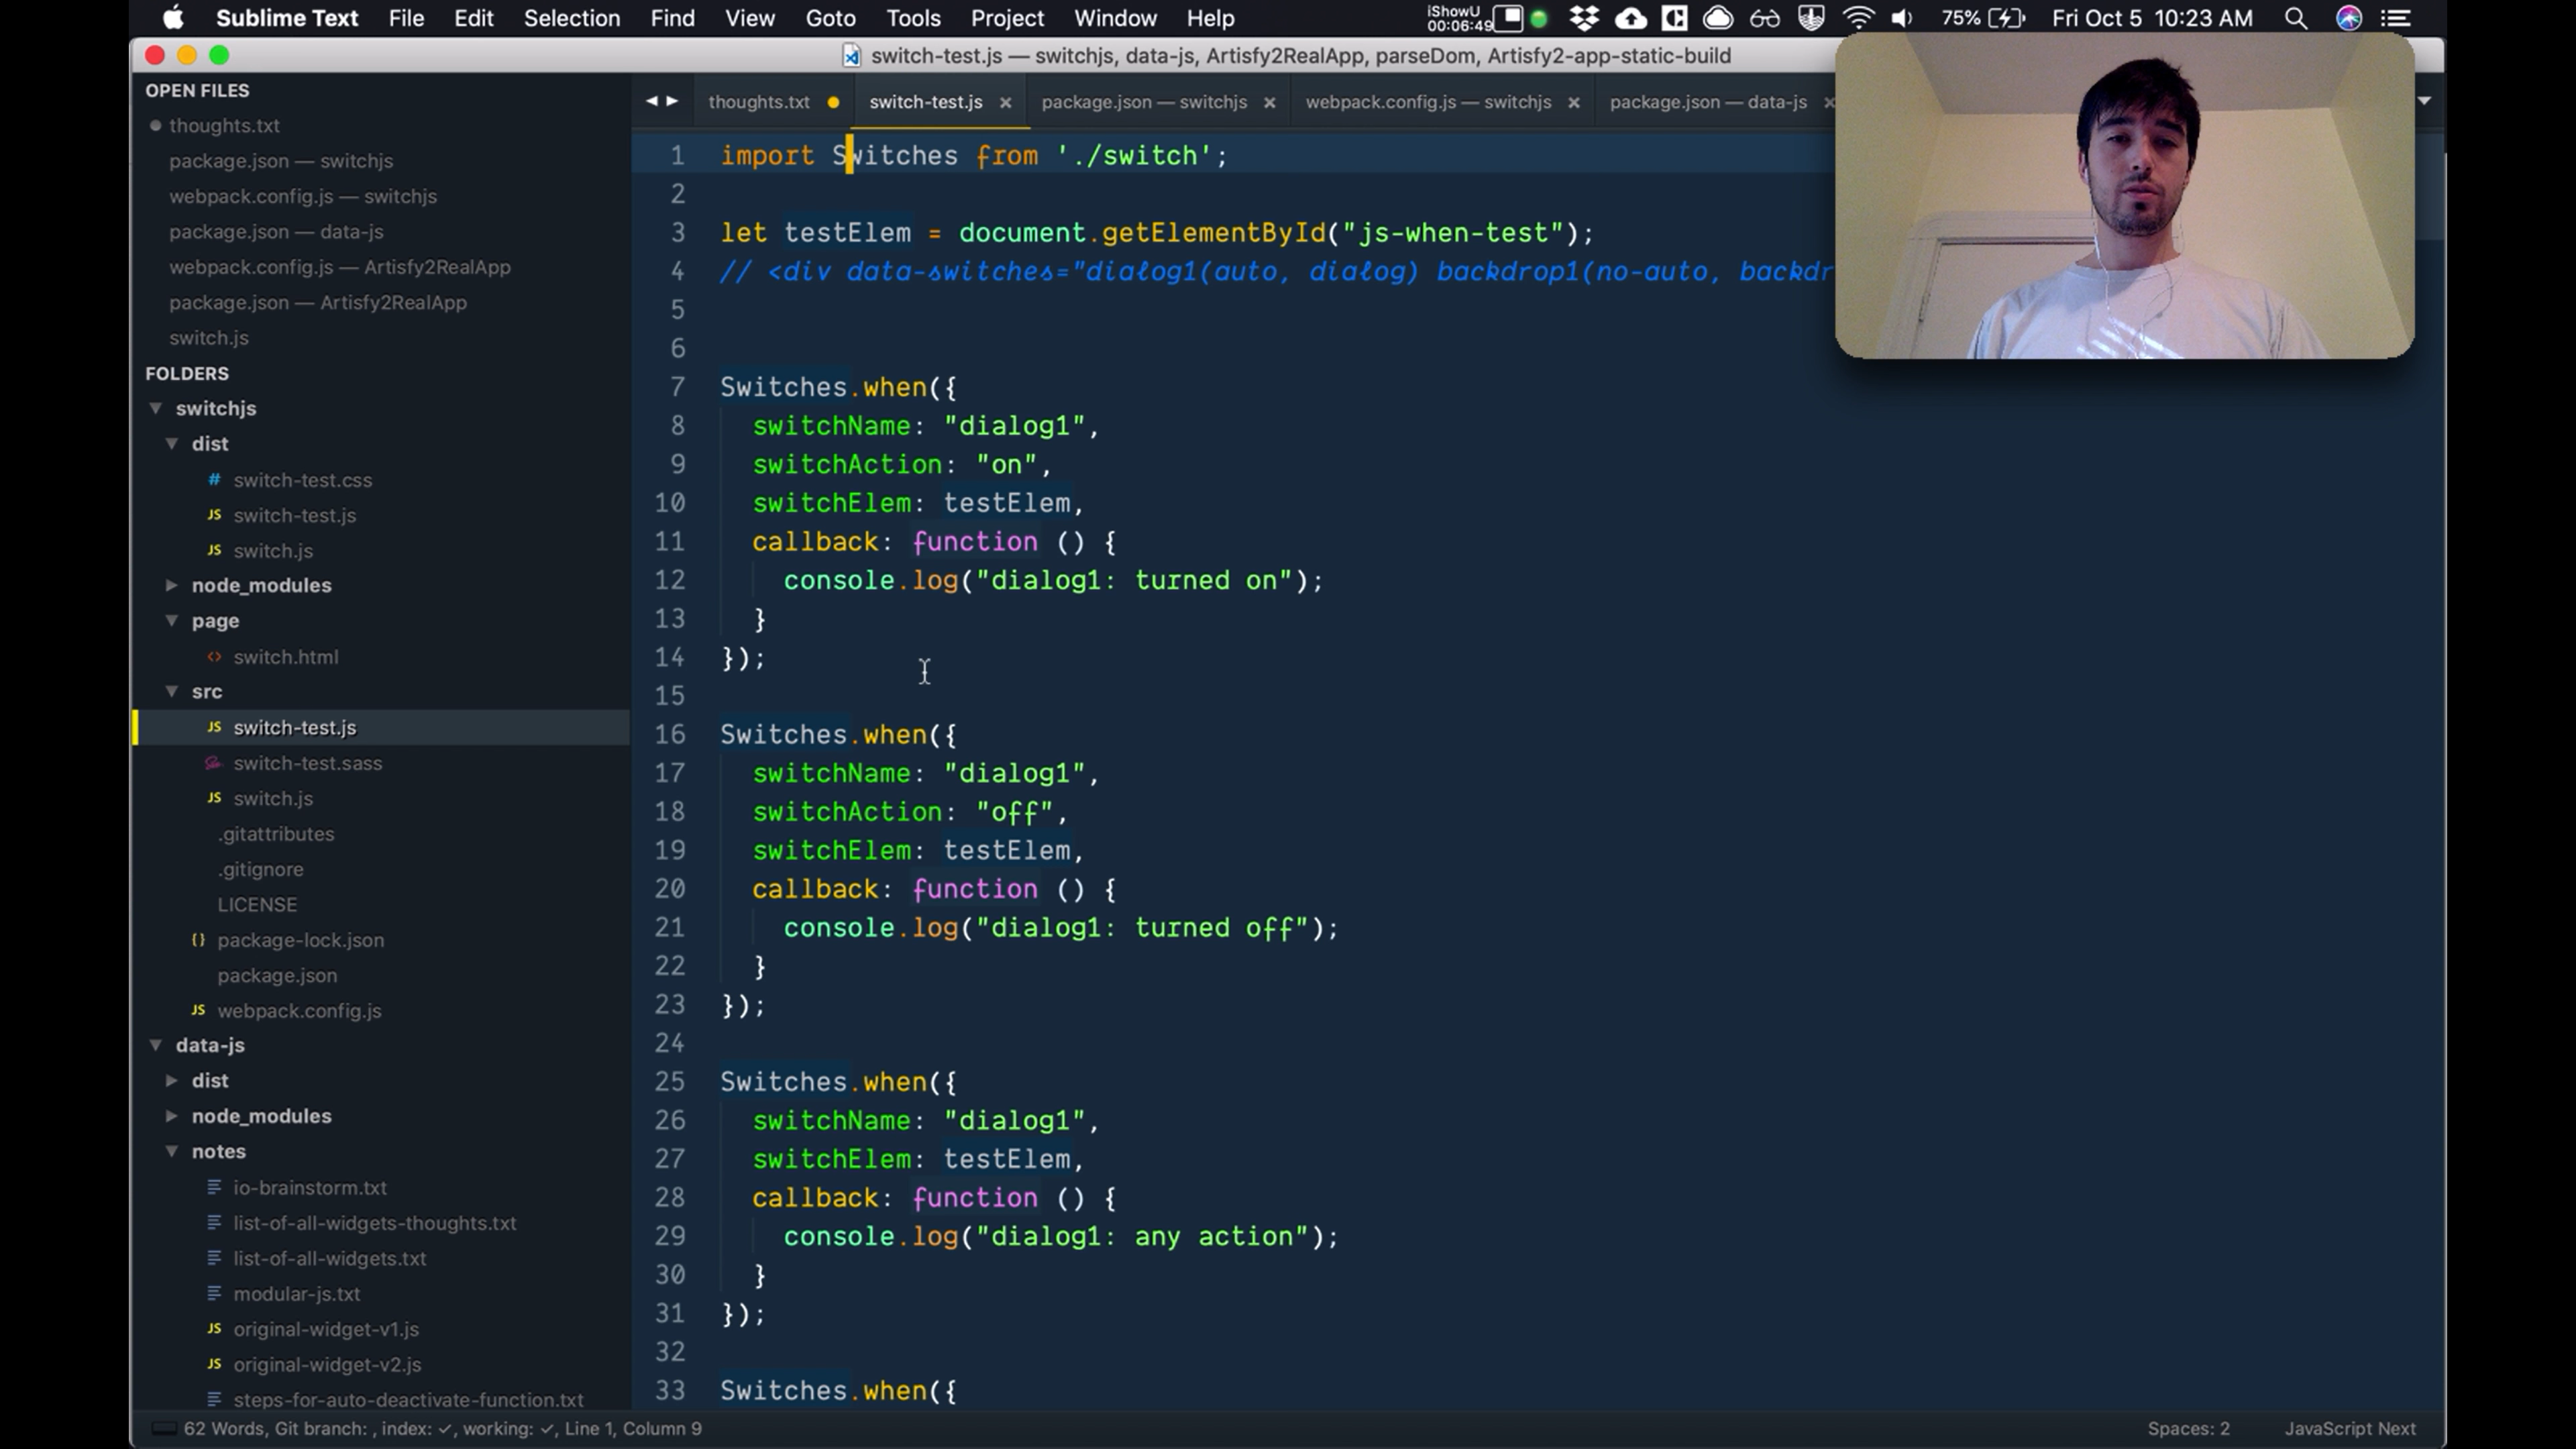 Sublime Text File Edit Selection Find View Goto Tools Project Window Help iShowU 00:06:49 75% Fri Oct 5 10:23 AM
switch-test.js — switchjs, data-js, Artisfy2RealApp, parseDom, Artisfy2-app-static-build
OPEN FILES
thoughts.txt
package.json — switchjs
webpack.config.js — switchjs
package.json — data-js
webpack.config.js — Artisfy2RealApp
package.json — Artisfy2RealApp
switch.js
FOLDERS
switchjs
dist
# switch-test.css
JS switch-test.js
JS switch.js
node_modules
page
<> switch.html
src
JS switch-test.js
switch-test.sass
JS switch.js
.gitattributes
.gitignore
LICENSE
{} package-lock.json
package.json
JS webpack.config.js
data-js
dist
node_modules
notes
io-brainstorm.txt
list-of-all-widgets-thoughts.txt
list-of-all-widgets.txt
modular-js.txt
JS original-widget-v1.js
JS original-widget-v2.js
steps-for-auto-deactivate-function.txt
thoughts.txt switch-test.js package.json — switchjs webpack.config.js — switchjs package.json — data-js
1 import Switches from './switch';
2
3 let testElem = document.getElementById("js-when-test");
4 // <div data-switches="dialog1(auto, dialog) backdrop1(no-auto, backdr
5
6
7 Switches.when({
8 switchName: "dialog1",
9 switchAction: "on",
10 switchElem: testElem,
11 callback: function () {
12 console.log("dialog1: turned on");
13 }
14 });
15
16 Switches.when({
17 switchName: "dialog1",
18 switchAction: "off",
19 switchElem: testElem,
20 callback: function () {
21 console.log("dialog1: turned off");
22 }
23 });
24
25 Switches.when({
26 switchName: "dialog1",
27 switchElem: testElem,
28 callback: function () {
29 console.log("dialog1: any action");
30 }
31 });
32
33 Switches.when({
62 Words, Git branch: , index: ✓, working: ✓, Line 1, Column 9 Spaces: 2 JavaScript Next